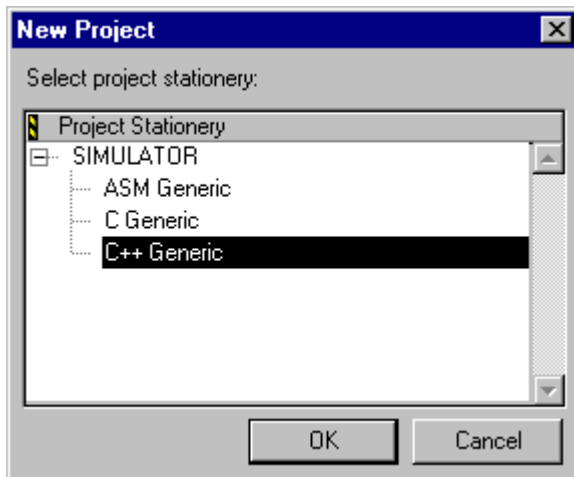 New Project
Select project stationery:
Project Stationery
SIMULATOR
ASM Generic
C Generic
C++ Generic
OK Cancel